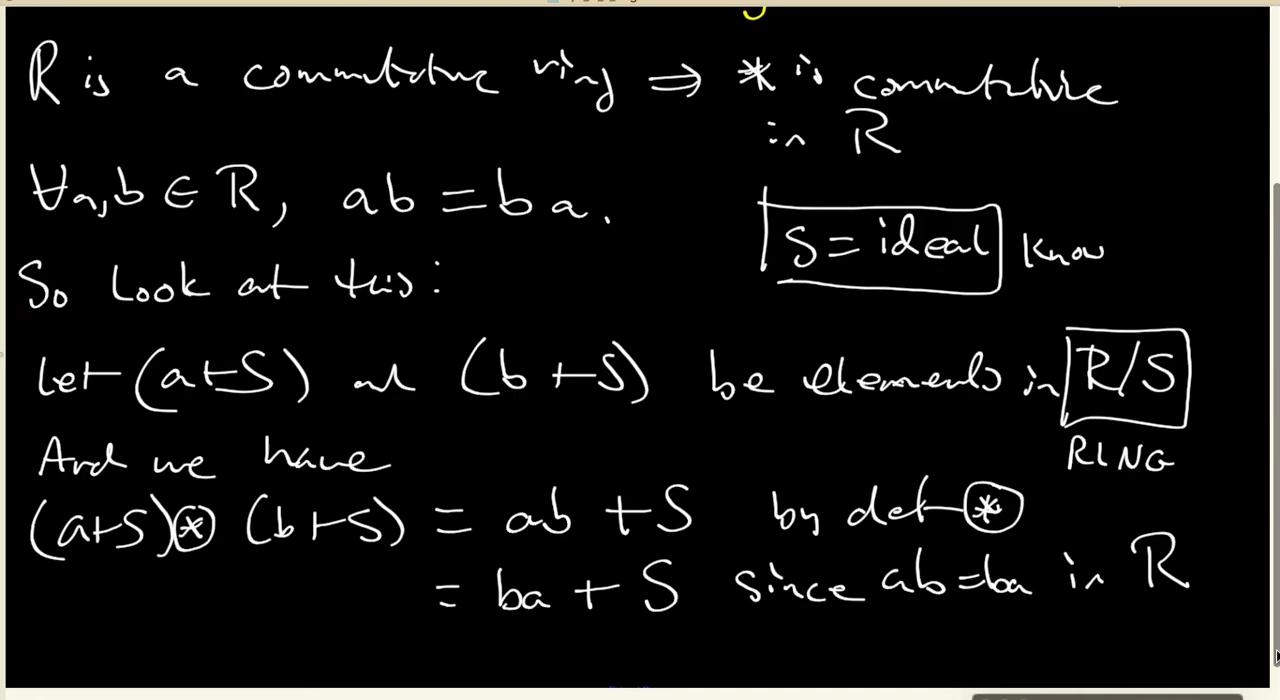 R is a commutative ring ⇒ * is commutative
in R
∀a,b ∈ R, ab = ba.
S = ideal Know
So Look at this:
Let (a+S) and (b+S) be elements in R/S
RING
And we have
(a+S)⊛(b+S) = ab + S by def ⊛
= ba + S since ab=ba in R